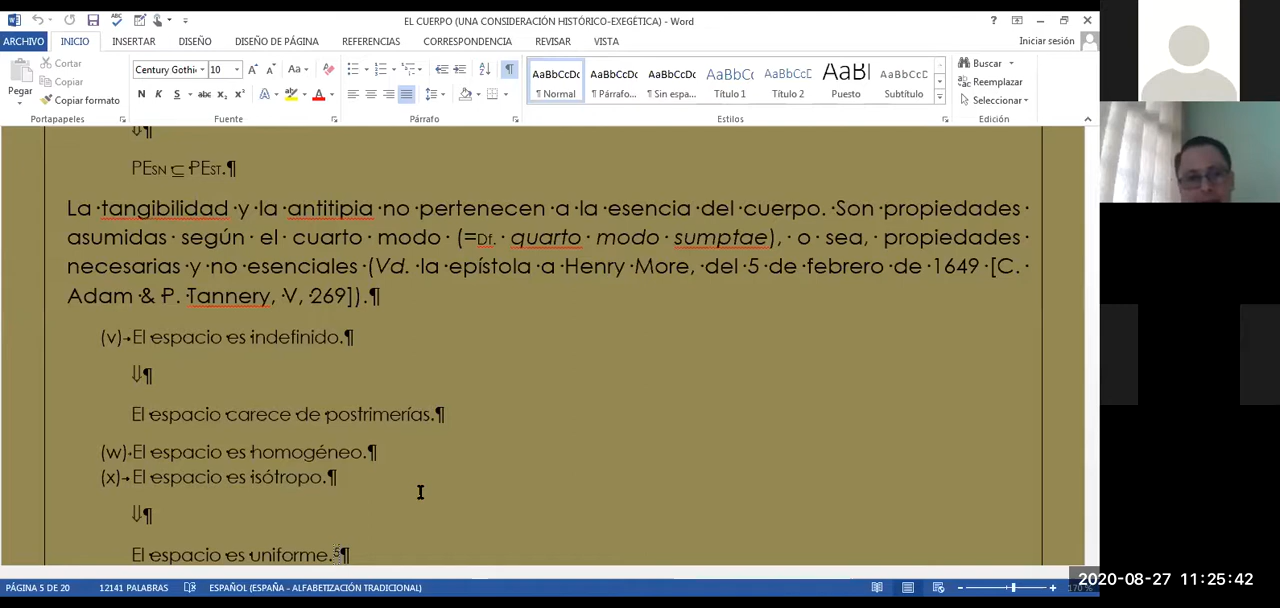 EL CUERPO (UNA CONSIDERACIÓN HISTÓRICO-EXEGÉTICA) - Word
ARCHIVO INICIO INSERTAR DISEÑO DISEÑO DE PÁGINA REFERENCIAS CORRESPONDENCIA REVISAR VISTA Iniciar sesión
Pegar
Cortar
Copiar
Copiar formato
Portapapeles
Century Gothi 10
N K S abc x₂ x²
Fuente
Párrafo
AaBbCcDc AaBbCcDc AaBbCcDc AaBbCcD AaBbCcD AaBl AaBbCcD
¶ Normal ¶ Párrafo... ¶ Sin espa... Título 1 Título 2 Puesto Subtítulo
Estilos
Buscar
Reemplazar
Seleccionar
Edición
⇓¶
PESN ⊆ PEST.¶
La tangibilidad y la antitipia no pertenecen a la esencia del cuerpo. Son propiedades
asumidas según el cuarto modo (=Df. quarto modo sumptae), o sea, propiedades
necesarias y no esenciales (Vd. la epístola a Henry More, del 5 de febrero de 1649 [C.
Adam & P. Tannery, V, 269]).¶
(v) El espacio es indefinido.¶
⇓¶
El espacio carece de postrimerías.¶
(w) El espacio es homogéneo.¶
(x) El espacio es isótropo.¶
⇓¶
El espacio es uniforme.¶
PÁGINA 5 DE 20 12141 PALABRAS ESPAÑOL (ESPAÑA - ALFABETIZACIÓN TRADICIONAL) 170 %
2020-08-27 11:25:42